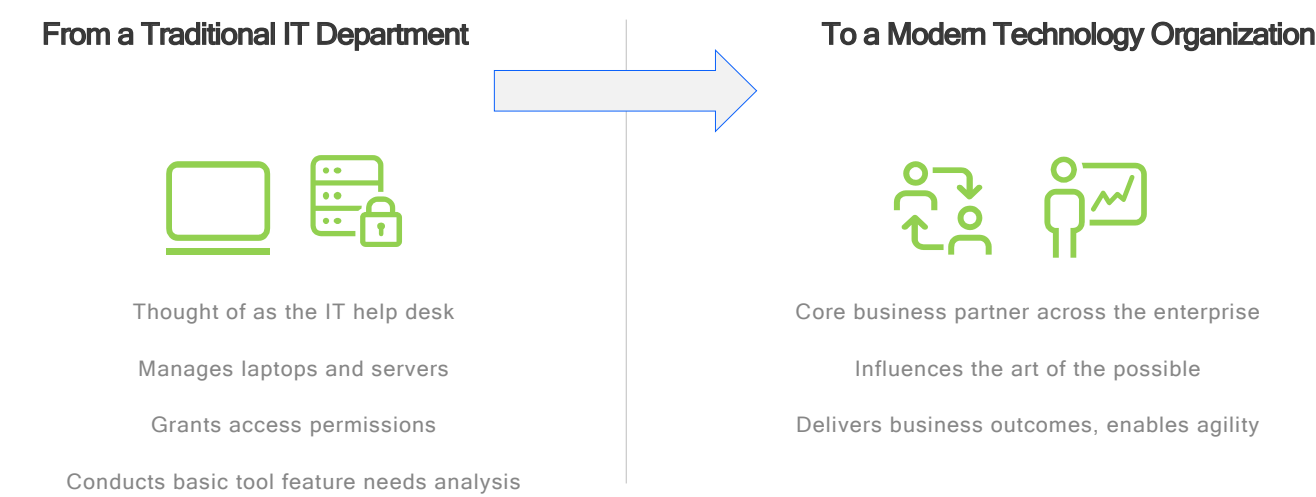 From a Traditional IT Department
To a Modern Technology Organization
Thought of as the IT help desk
Manages laptops and servers
Grants access permissions
Conducts basic tool feature needs analysis
Core business partner across the enterprise
Influences the art of the possible
Delivers business outcomes, enables agility